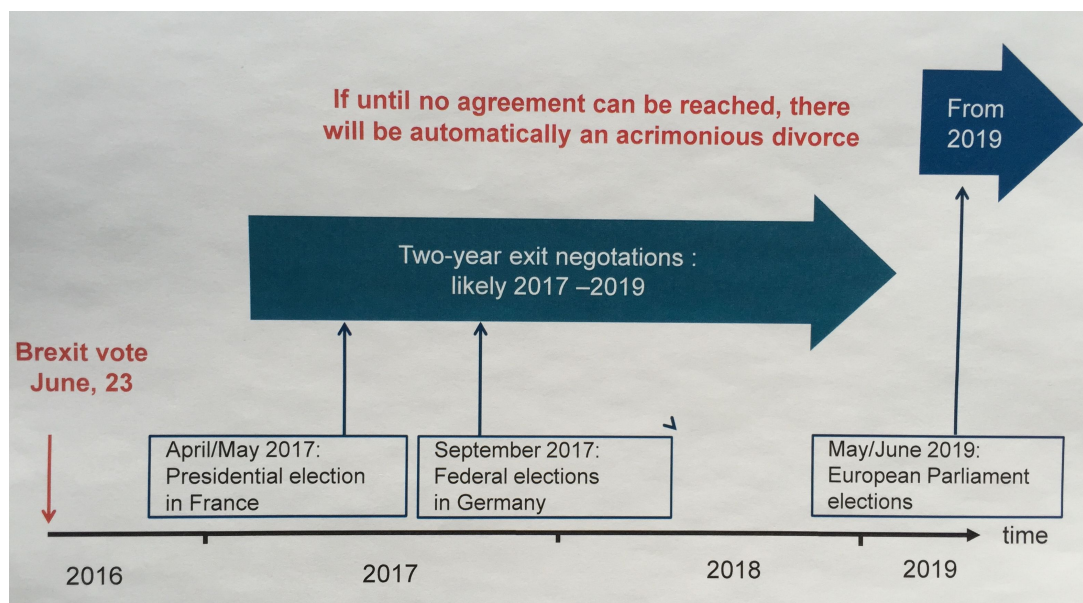 If until no agreement can be reached, there
will be automatically an acrimonious divorce
From
2019
Two-year exit negotations :
likely 2017 –2019
Brexit vote
June, 23
April/May 2017:
Presidential election
in France
September 2017:
Federal elections
in Germany
May/June 2019:
European Parliament
elections
time
2016
2017
2018
2019